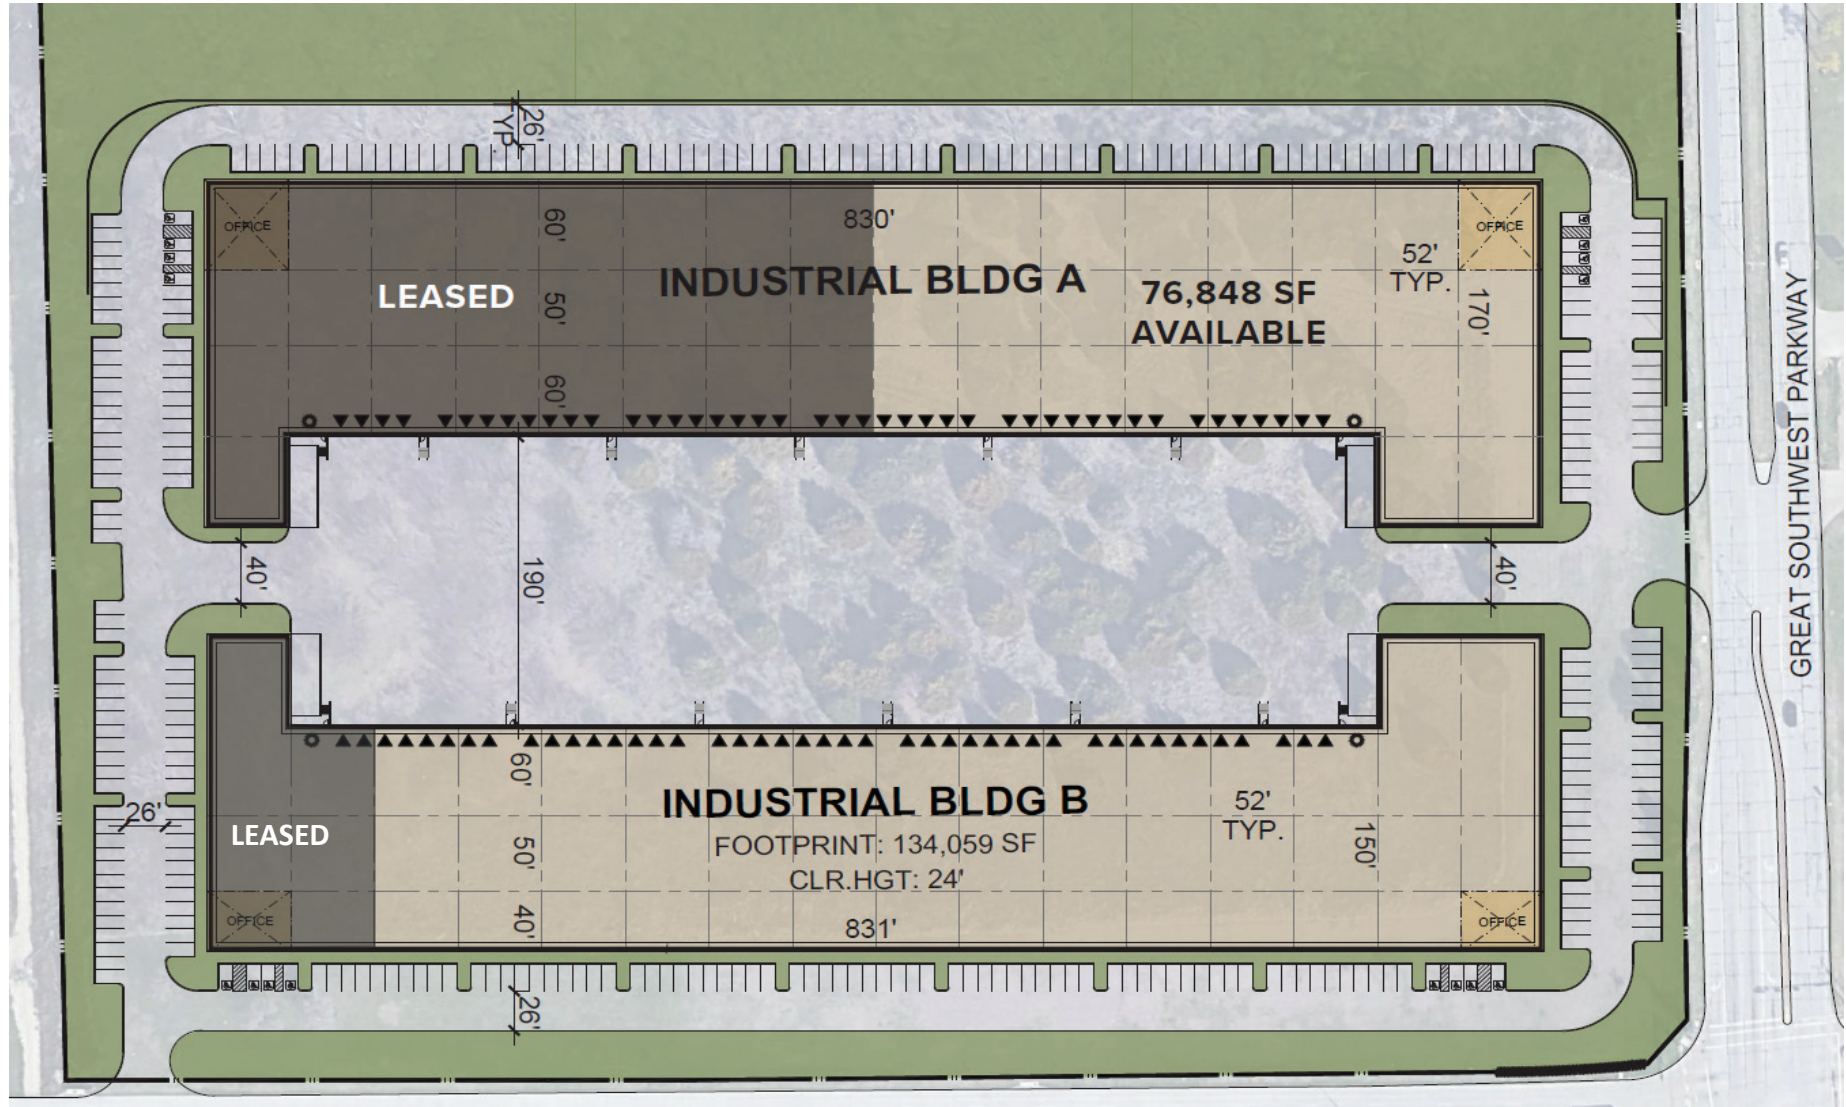 26'
TYP.
OFFICE
60'
830'
OFFICE
52'
TYP.
LEASED
50'
INDUSTRIAL BLDG A
76,848 SF
AVAILABLE
170'
60'
GREAT SOUTHWEST PARKWAY
40'
190'
40'
60'
INDUSTRIAL BLDG B
52'
TYP.
26'
LEASED
50'
FOOTPRINT: 134,059 SF
150'
CLR.HGT: 24'
OFFICE
40'
831'
OFFICE
26'